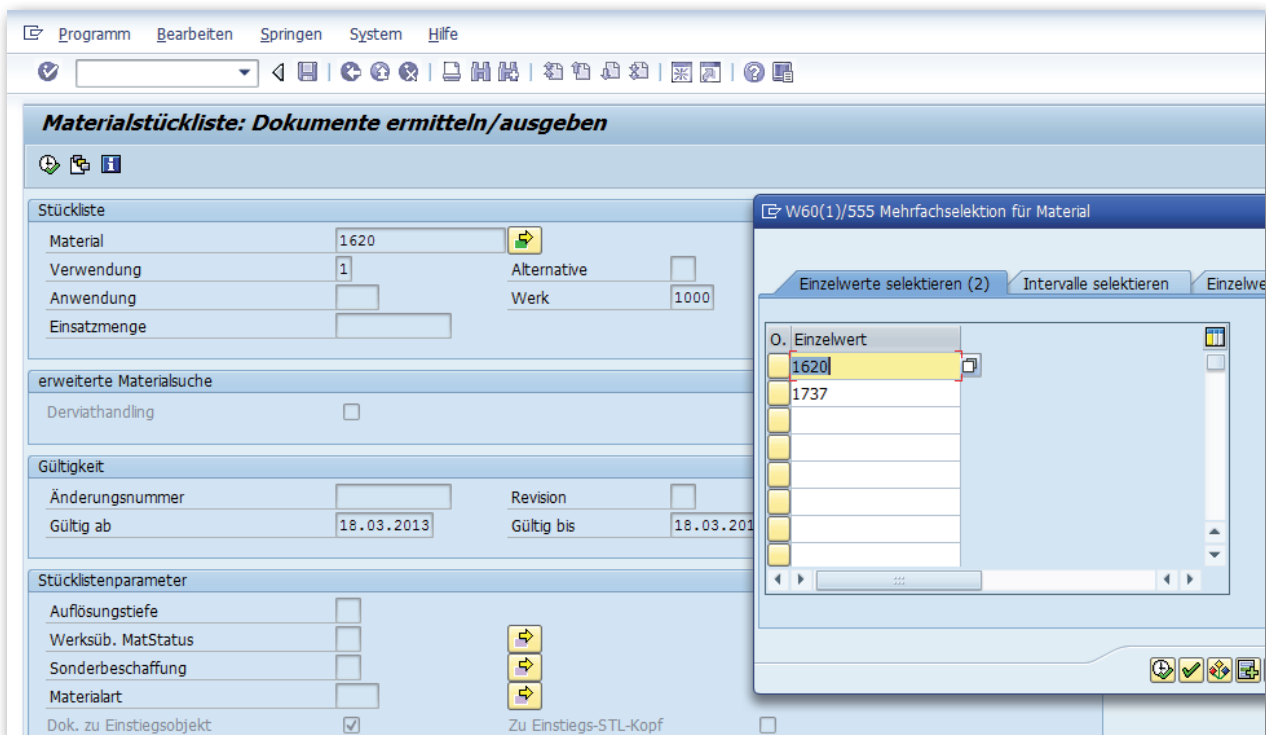 Programm Bearbeiten Springen System Hilfe
Materialstückliste: Dokumente ermitteln/ausgeben
Stückliste
Material 1620
Verwendung 1 Alternative
Anwendung Werk 1000
Einsatzmenge
erweiterte Materialsuche
Derviathandling
Gültigkeit
Änderungsnummer Revision
Gültig ab 18.03.2013 Gültig bis 18.03.201
Stücklistenparameter
Auflösungstiefe
Werksüb. MatStatus
Sonderbeschaffung
Materialart
Dok. zu Einstiegsobjekt Zu Einstiegs-STL-Kopf
W60(1)/555 Mehrfachselektion für Material
Einzelwerte selektieren (2) Intervalle selektieren Einzelwe
O. Einzelwert
1620
1737